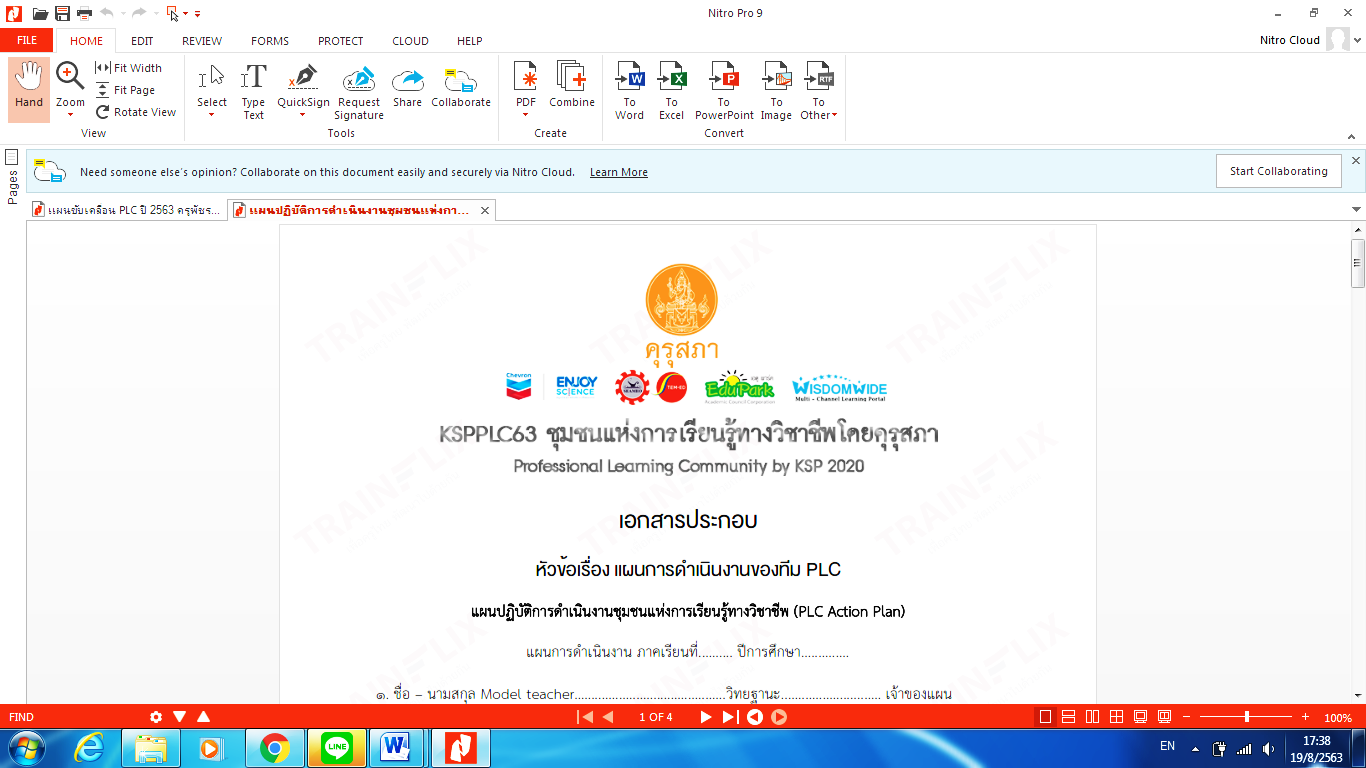 Nitro Pro 9
FILE HOME EDIT REVIEW FORMS PROTECT CLOUD HELP
Nitro Cloud
Hand
Zoom
Fit Width
Fit Page
Rotate View
View
Select
Type Text
QuickSign
Request Signature
Share
Collaborate
Tools
PDF
Combine
Create
To Word
To Excel
To PowerPoint
To Image
To Other
Convert
Pages
Need someone else's opinion? Collaborate on this document easily and securely via Nitro Cloud. Learn More
Start Collaborating
แผนขับเคลื่อน PLC ปี 2563 ครูพัชร...
แผนปฏิบัติการดำเนินงานชุมชนแห่งกา...
TRAINFLIX
คุรุสภา
Chevron
ENJOY SCIENCE
STEM-ED
EduPark
WISDOMWIDE
Multi - Channel Learning Portal
KSPPLC63 ชุมชนแห่งการเรียนรู้ทางวิชาชีพโดยคุรุสภา
Professional Learning Community by KSP 2020
เอกสารประกอบ
หัวข้อเรื่อง แผนการดำเนินงานของทีม PLC
แผนปฏิบัติการดำเนินงานชุมชนแห่งการเรียนรู้ทางวิชาชีพ (PLC Action Plan)
แผนการดำเนินงาน ภาคเรียนที่.......... ปีการศึกษา..............
๑. ชื่อ – นามสกุล Model teacher............................................วิทยฐานะ............................. เจ้าของแผน
FIND
1 OF 4
100%
LINE
EN
17:38
19/8/2563